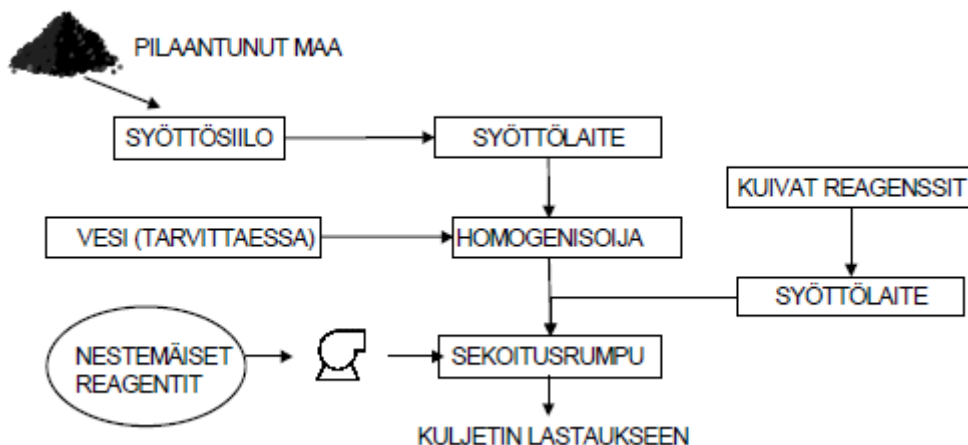 PILAANTUNUT MAA
SYÖTTÖSIILO
SYÖTTÖLAITE
KUIVAT REAGENSSIT
VESI (TARVITTAESSA)
HOMOGENISOIJA
SYÖTTÖLAITE
NESTEMÄISET
REAGENTIT
SEKOITUSRUMPU
KULJETIN LASTAUKSEEN